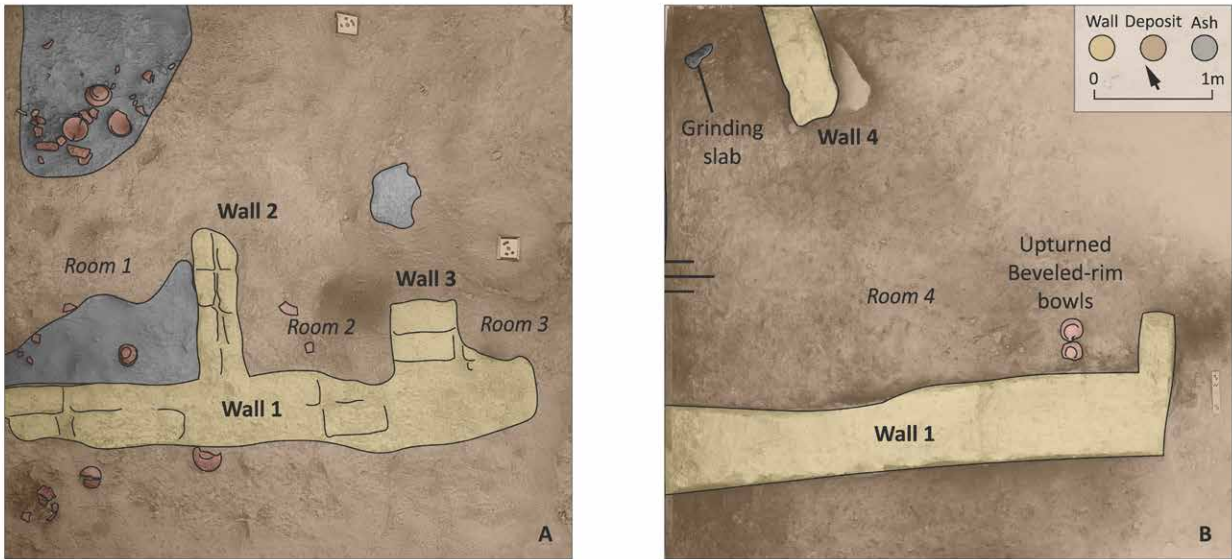 Wall 2
Room 1
Wall 3
Room 2
Room 3
Wall 1
A
Wall Deposit Ash
0 1m
Grinding
slab
Wall 4
Upturned
Beveled-rim
bowls
Room 4
Wall 1
B